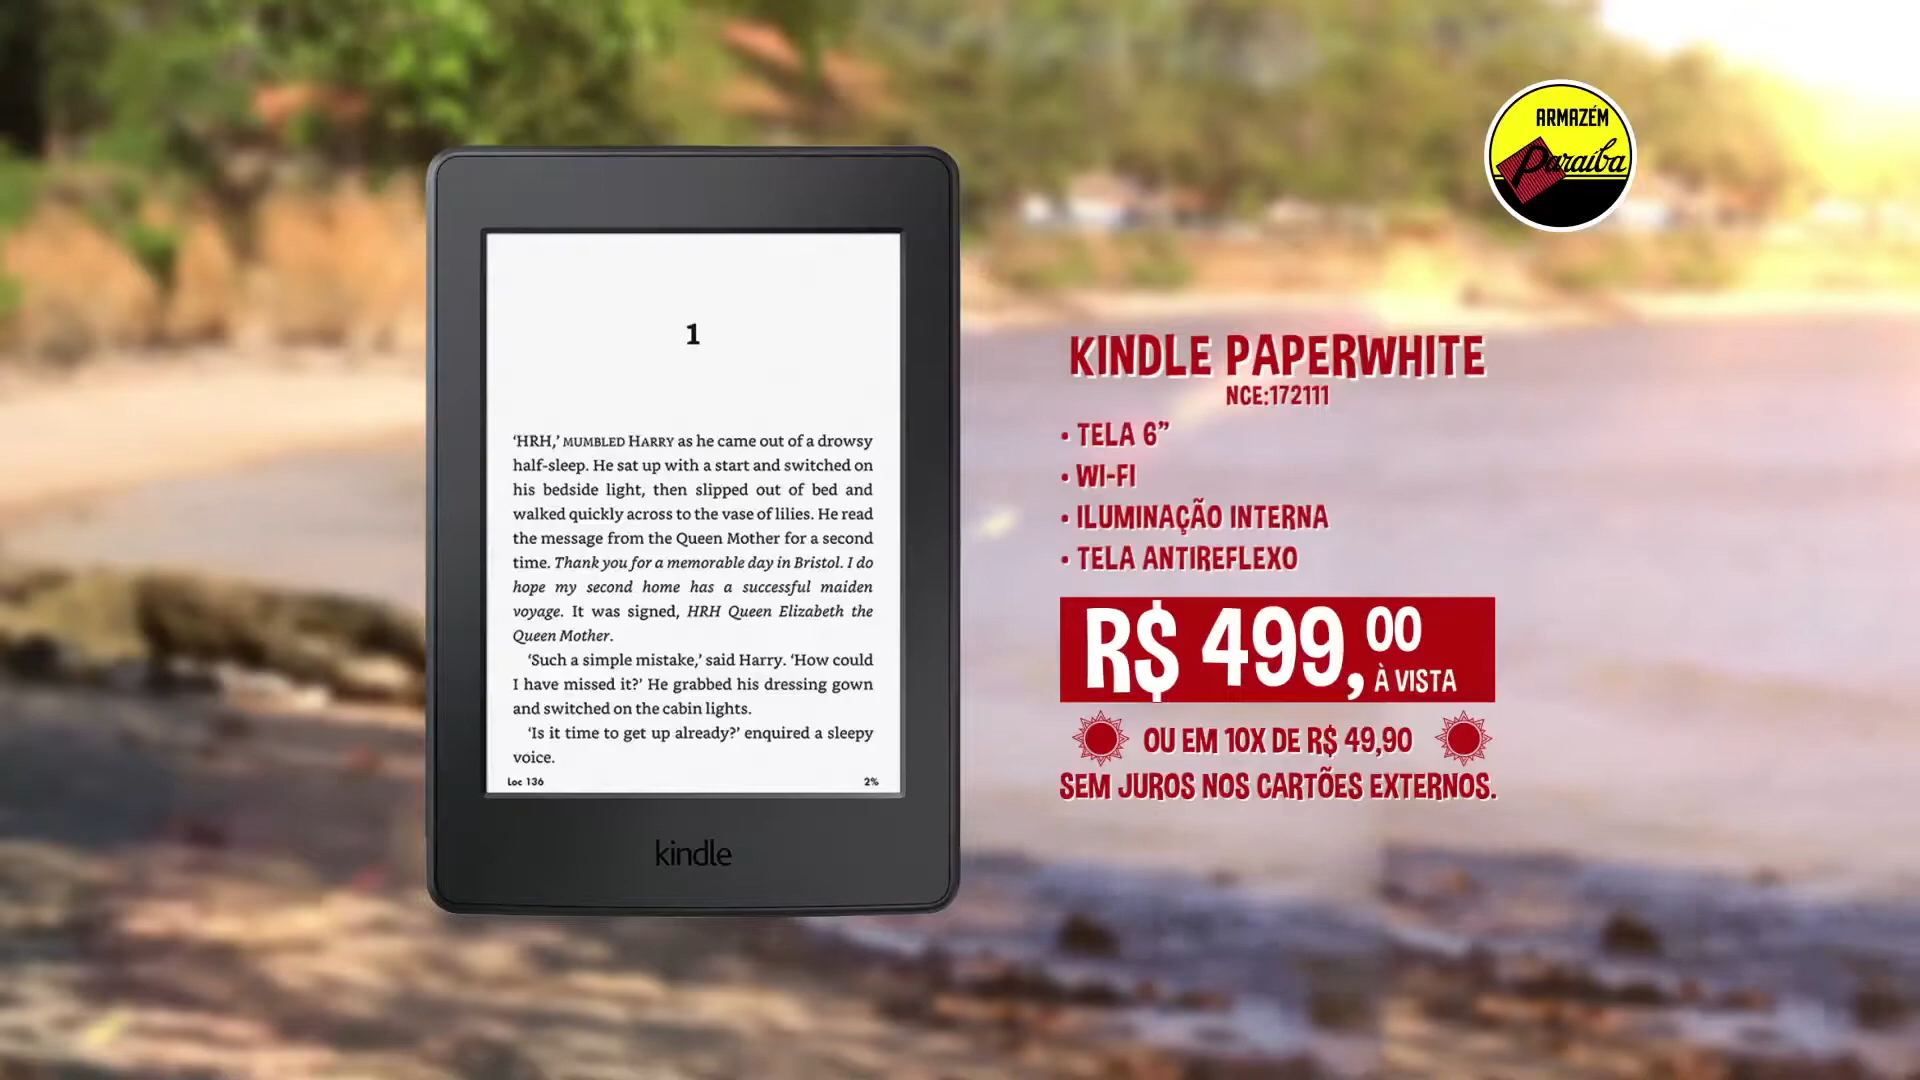 ARMAZÉM
Paraíba
1
‘HRH,’ MUMBLED HARRY as he came out of a drowsy
half-sleep. He sat up with a start and switched on
his bedside light, then slipped out of bed and
walked quickly across to the vase of lilies. He read
the message from the Queen Mother for a second
time. Thank you for a memorable day in Bristol. I do
hope my second home has a successful maiden
voyage. It was signed, HRH Queen Elizabeth the
Queen Mother.
‘Such a simple mistake,’ said Harry. ‘How could
I have missed it?’ He grabbed his dressing gown
and switched on the cabin lights.
‘Is it time to get up already?’ enquired a sleepy
voice.
Loc 136 2%
kindle
KINDLE PAPERWHITE
NCE:172111
• TELA 6”
• WI-FI
• ILUMINAÇÃO INTERNA
• TELA ANTIREFLEXO
R$ 499,00
À VISTA
OU EM 10X DE R$ 49,90
SEM JUROS NOS CARTÕES EXTERNOS.